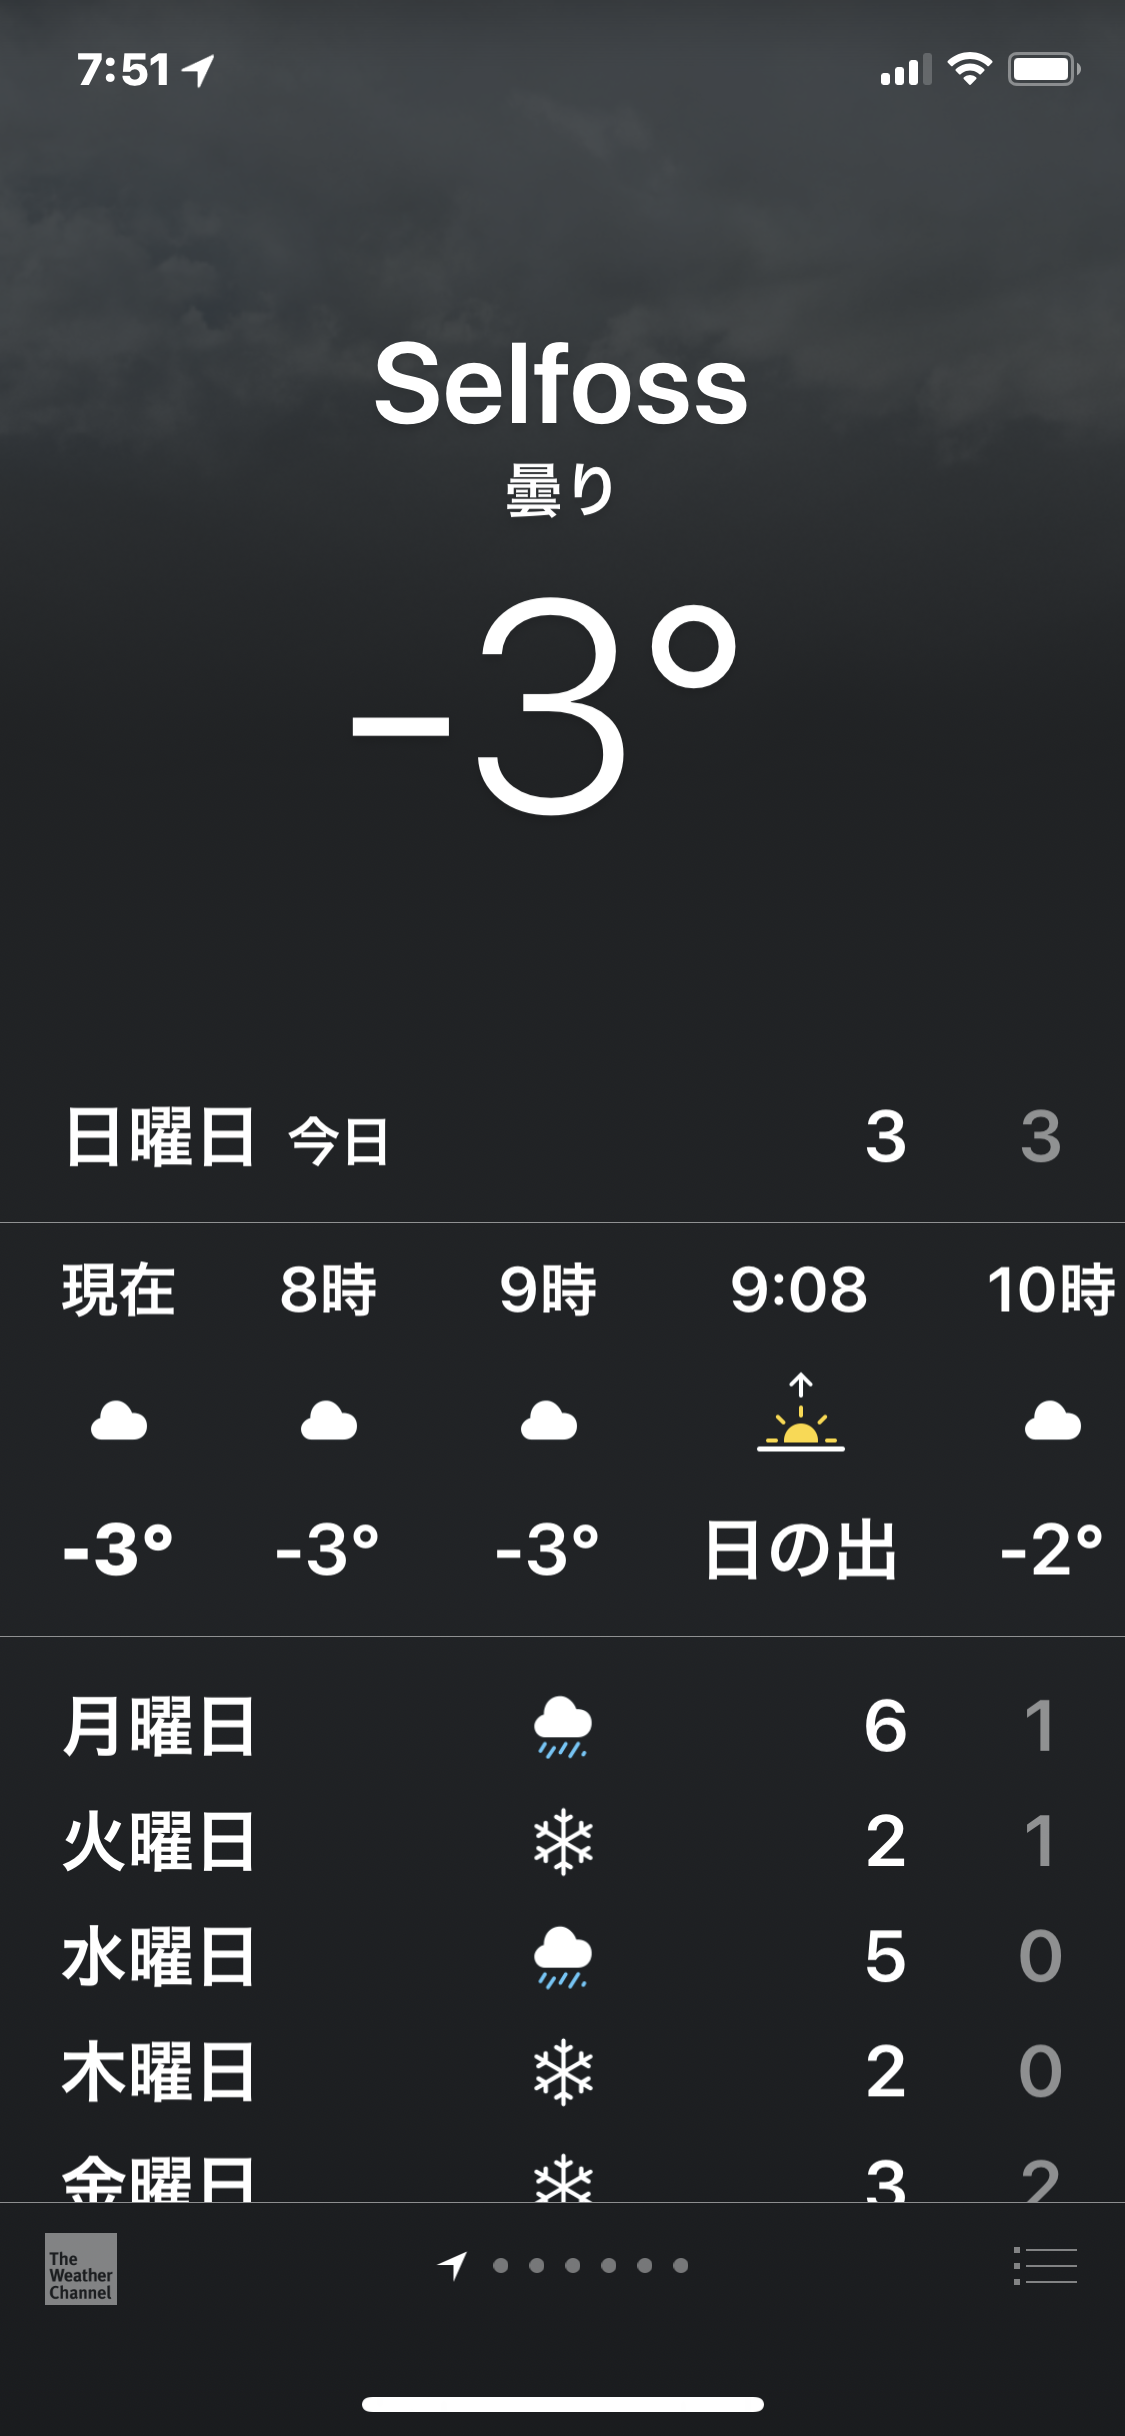 7:51
Selfoss
曇り
-3°
日曜日 今日 3 3
現在 8時 9時 9:08 10時
-3° -3° -3° 日の出 -2°
月曜日 6 1
火曜日 2 1
水曜日 5 0
木曜日 2 0
金曜日 3 2
The
Weather
Channel